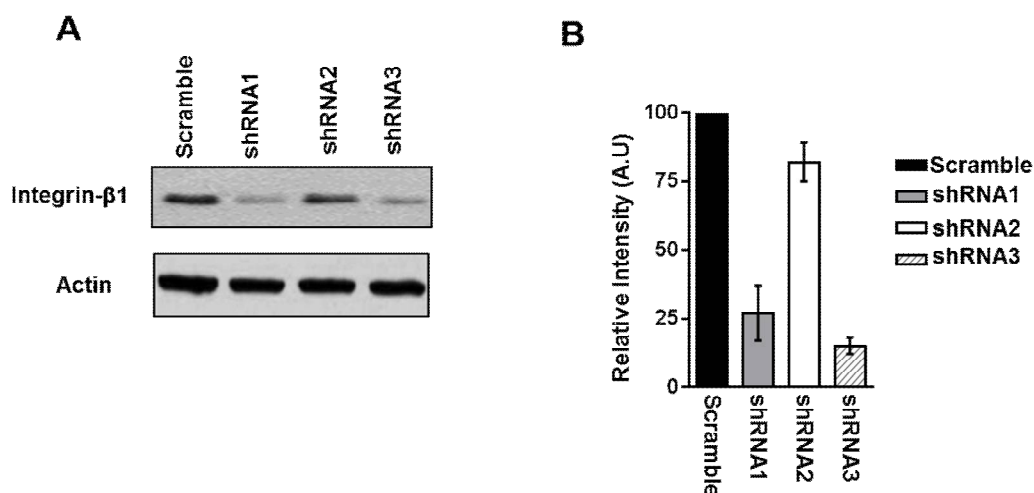 A
Scramble
shRNA1
shRNA2
shRNA3
Integrin-β1
Actin
B
Relative Intensity (A.U)
100
75
50
25
0
Scramble
shRNA1
shRNA2
shRNA3
Scramble
shRNA1
shRNA2
shRNA3